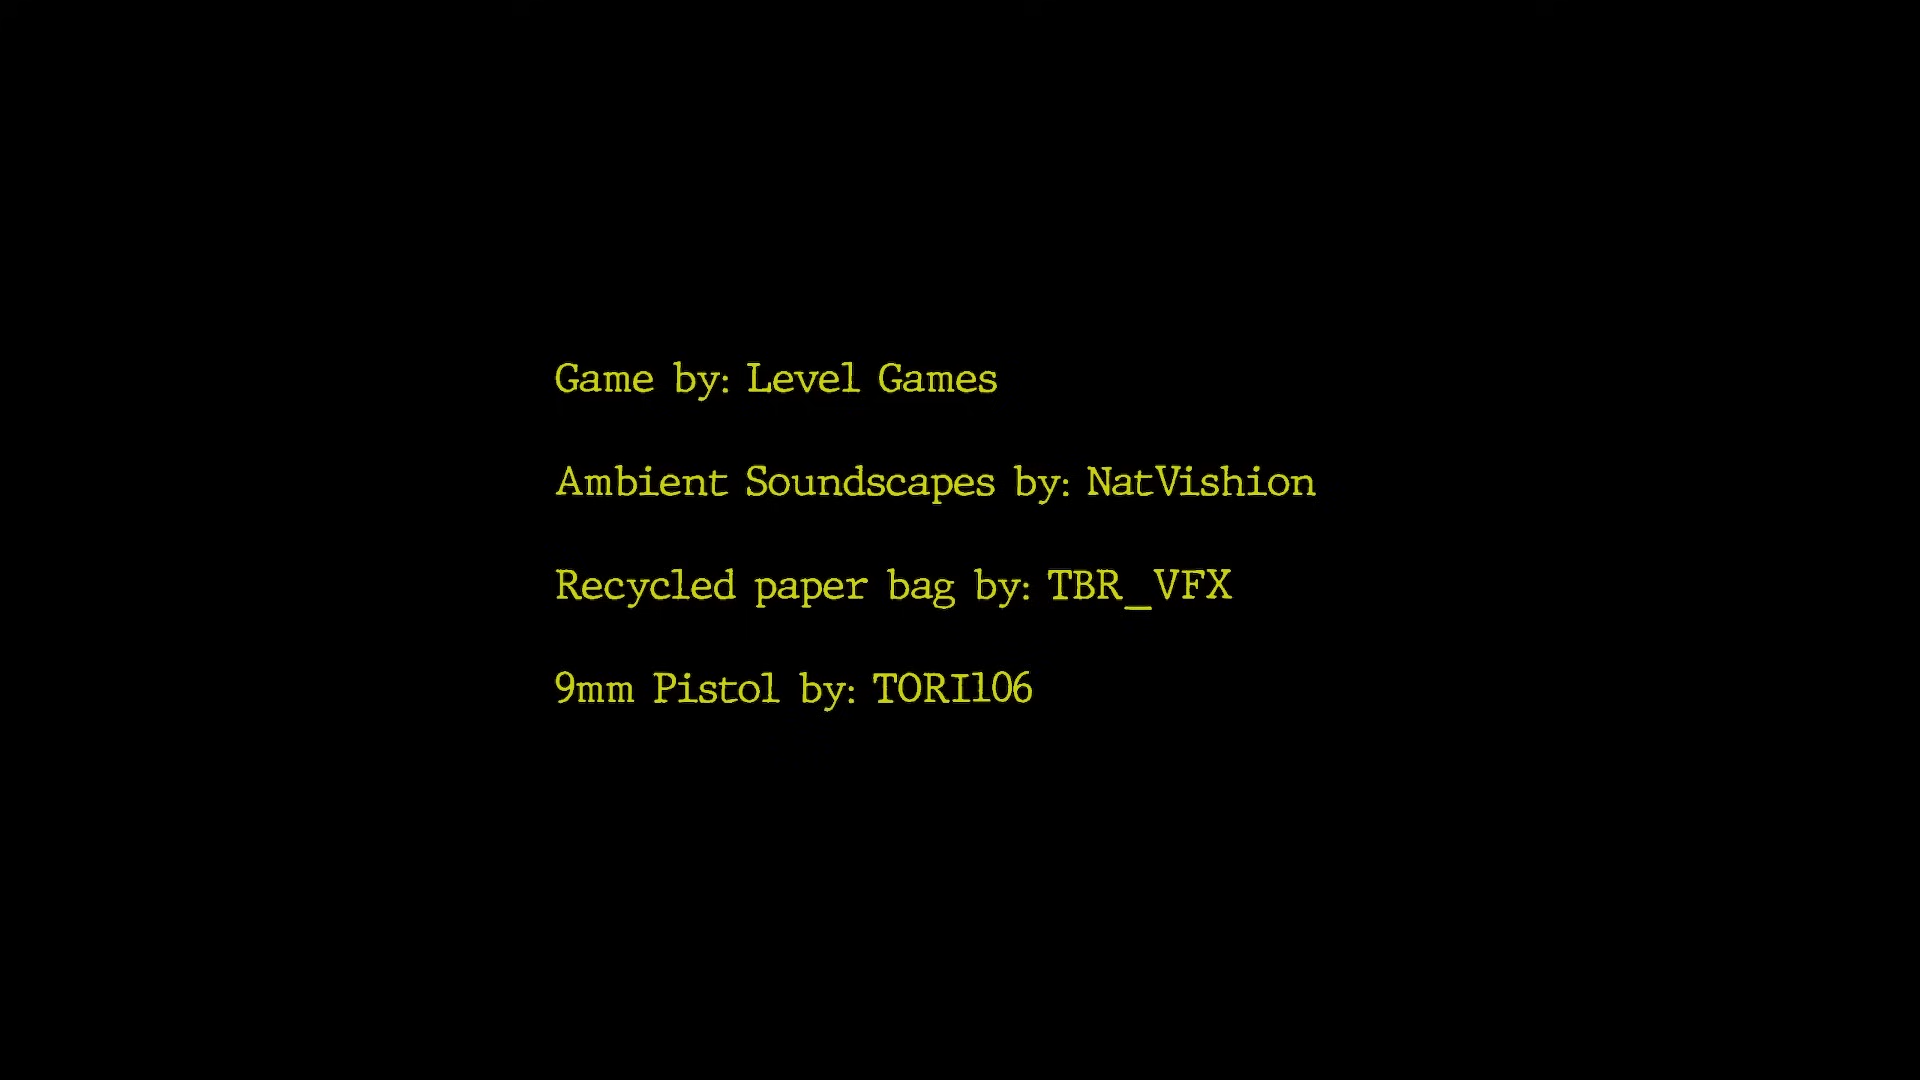 Game by: Level Games
Ambient Soundscapes by: NatVishion
Recycled paper bag by: TBR_VFX
9mm Pistol by: TORI106